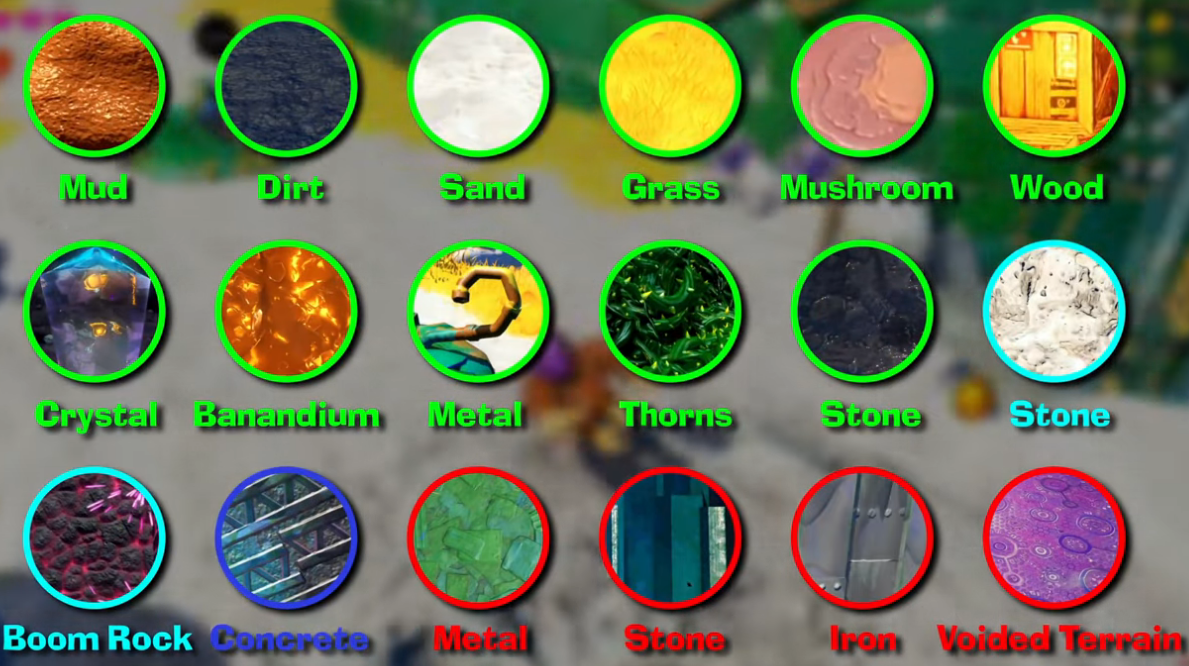 Mud Dirt Sand Grass Mushroom Wood
Crystal Banandium Metal Thorns Stone Stone
Boom Rock Concrete Metal Stone Iron Voided Terrain